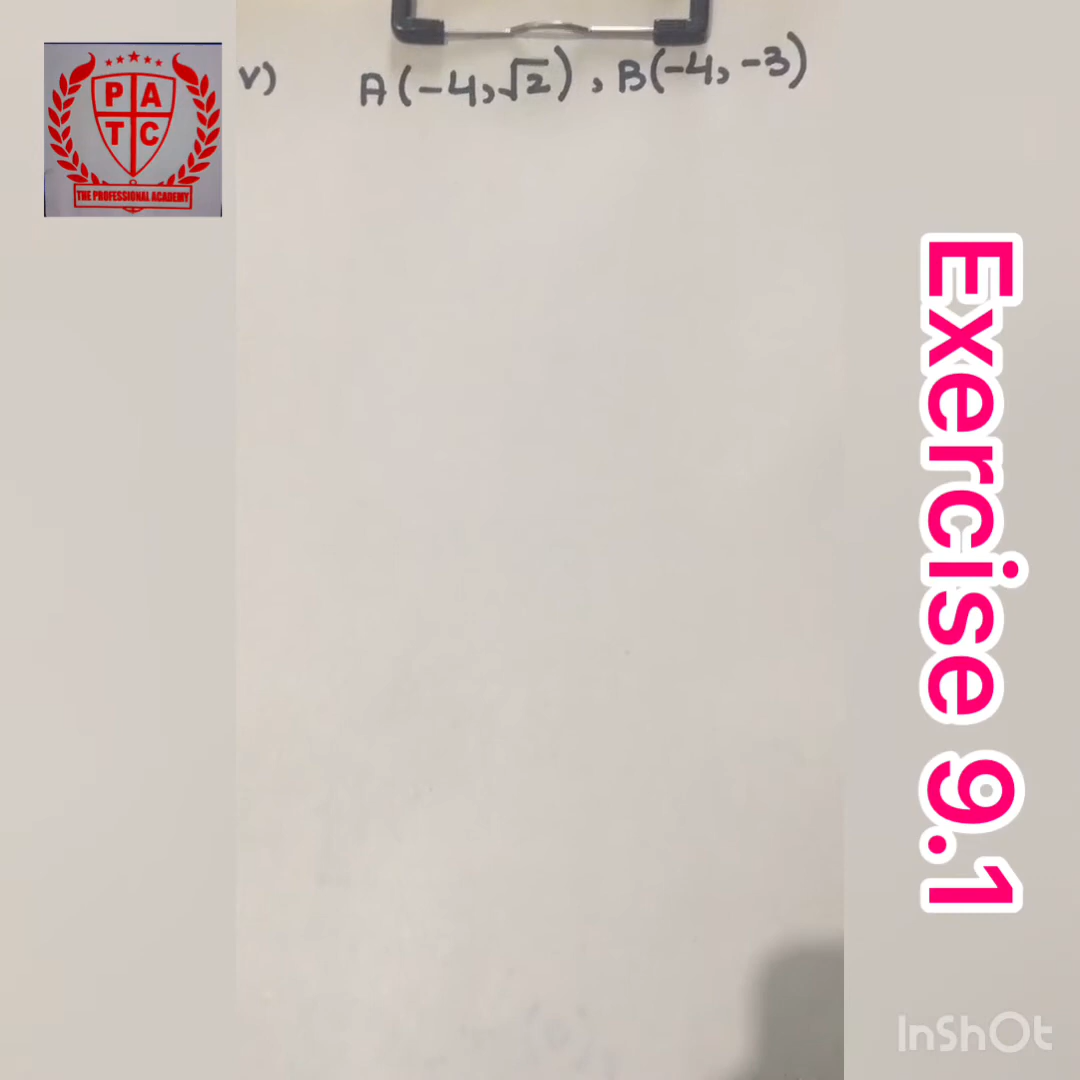 P A
T C
THE PROFESSIONAL ACADEMY
v) A(-4,√2), B(-4,-3)
Exercise 9.1
InShOt